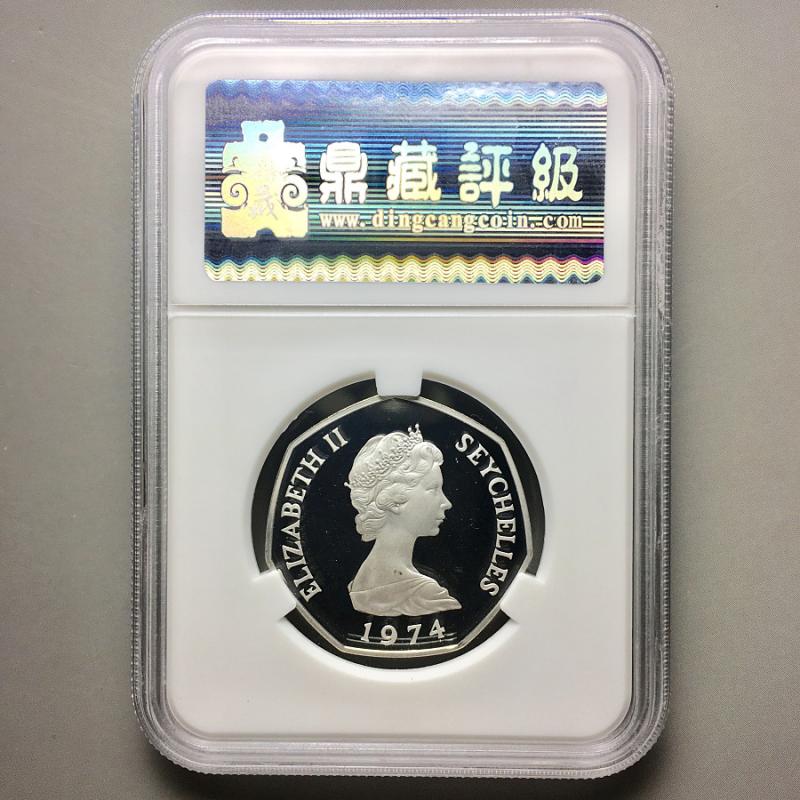 鼎藏評級
www.dingcangcoin.com
ELIZABETH II
SEYCHELLES
1974